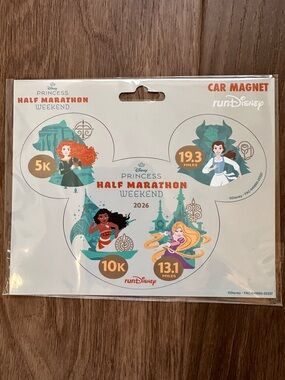 Disney
PRINCESS
HALF MARATHON
WEEKEND
CAR MAGNET
runDisney
5K
19.3
MILES
Disney
PRINCESS
HALF MARATHON
WEEKEND
2026
10K
13.1
MILES
runDisney